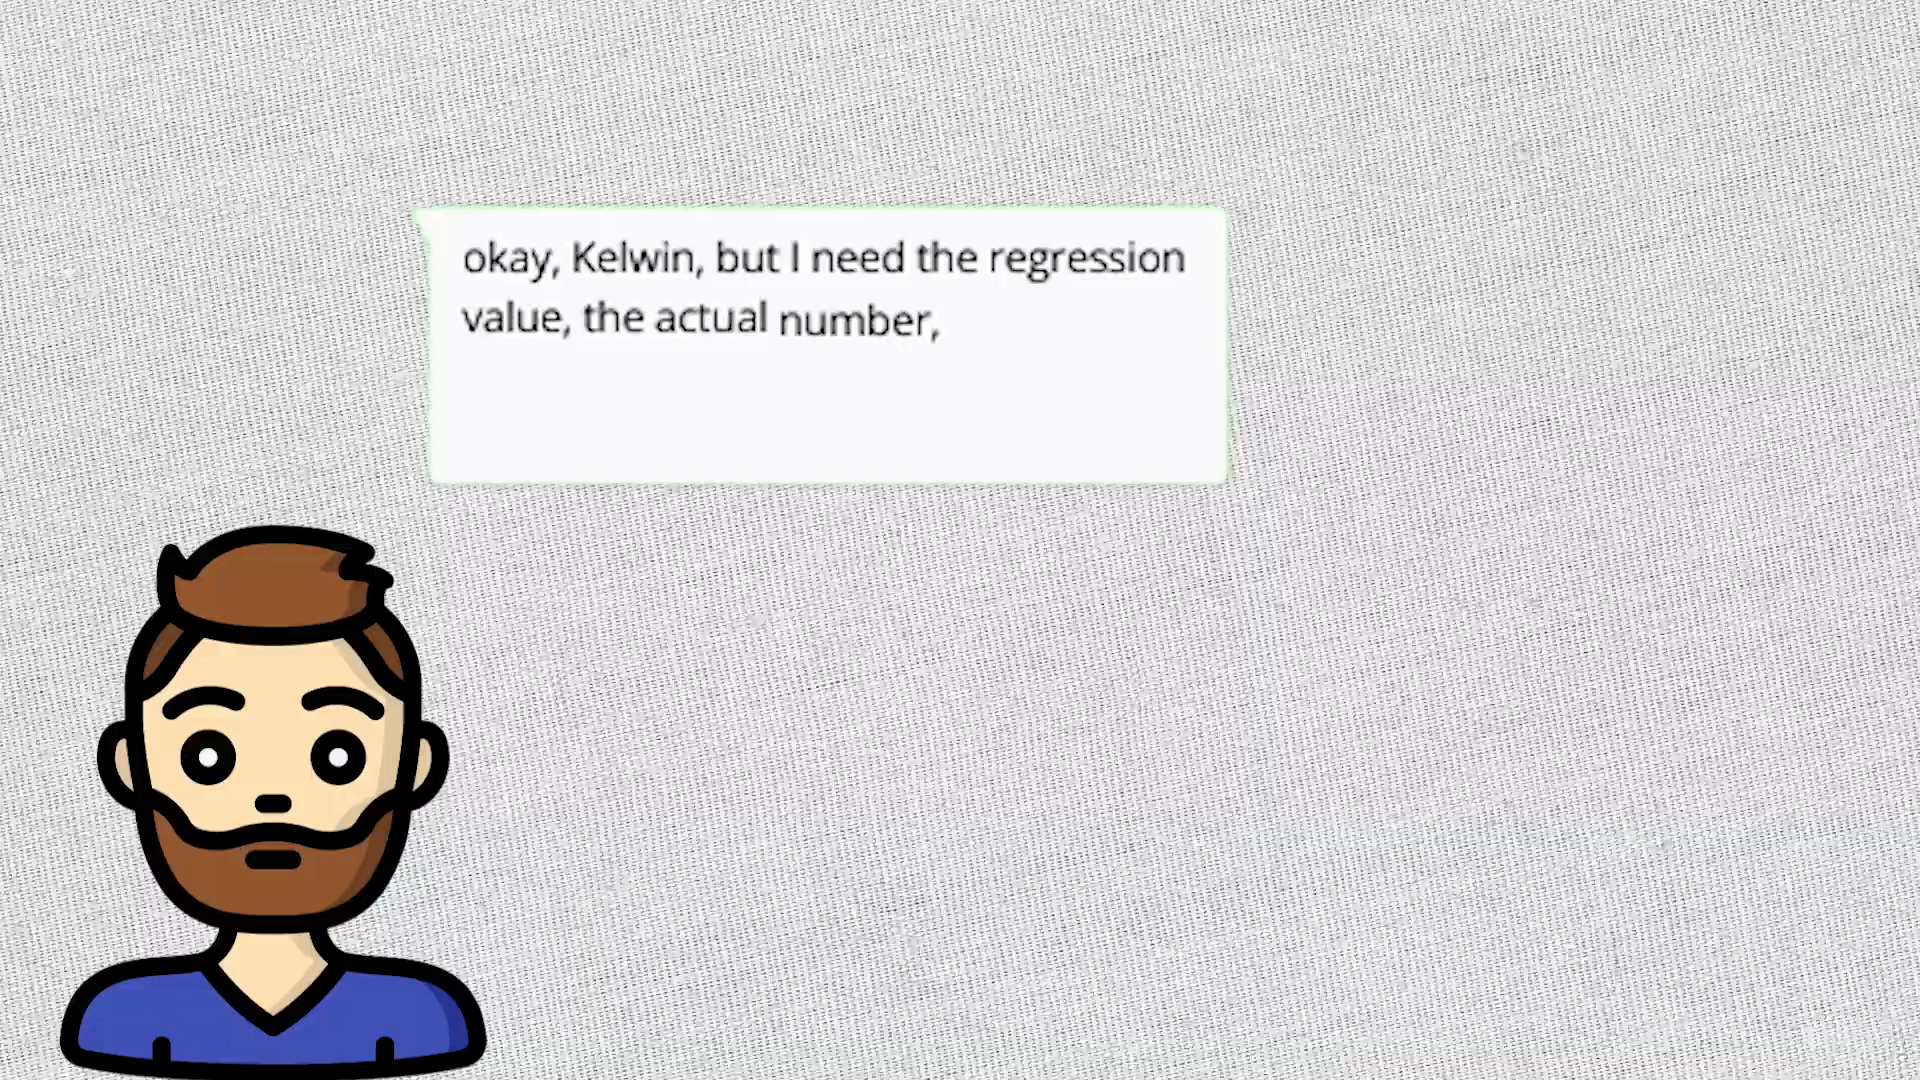 okay, Kelwin, but I need the regression
value, the actual number,